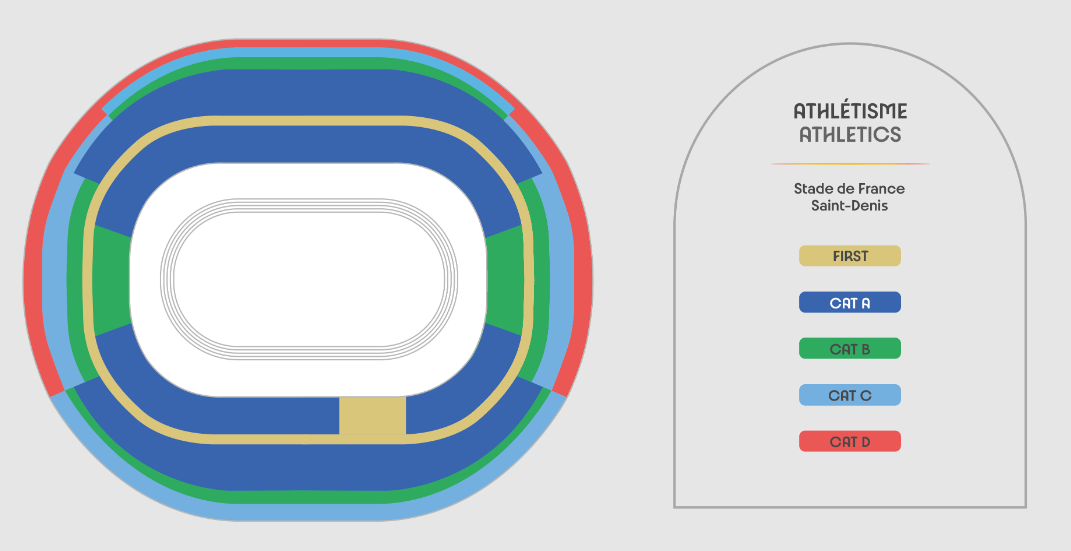 ATHLÉTISME
ATHLETICS
Stade de France
Saint-Denis
FIRST
CAT A
CAT B
CAT C
CAT D